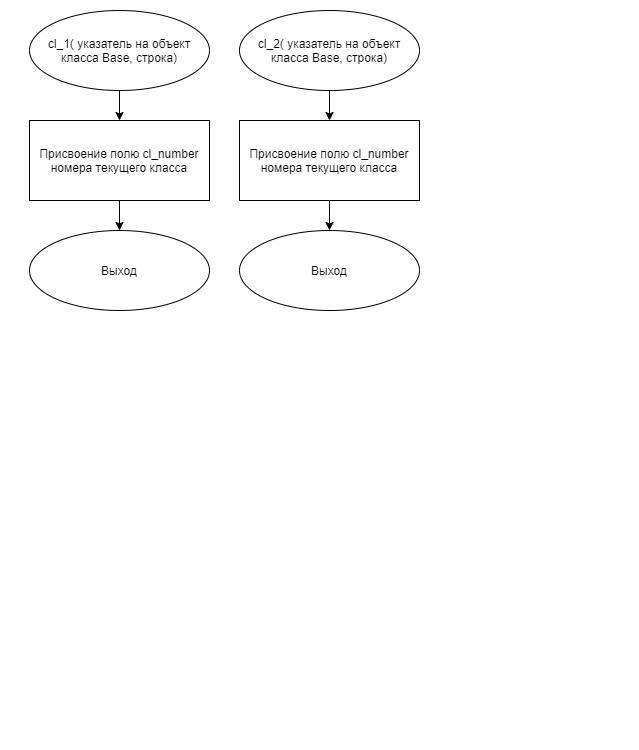 cl_1( указатель на объект
класса Base, строка)
Присвоение полю cl_number
номера текущего класса
Выход
cl_2( указатель на объект
класса Base, строка)
Присвоение полю cl_number
номера текущего класса
Выход